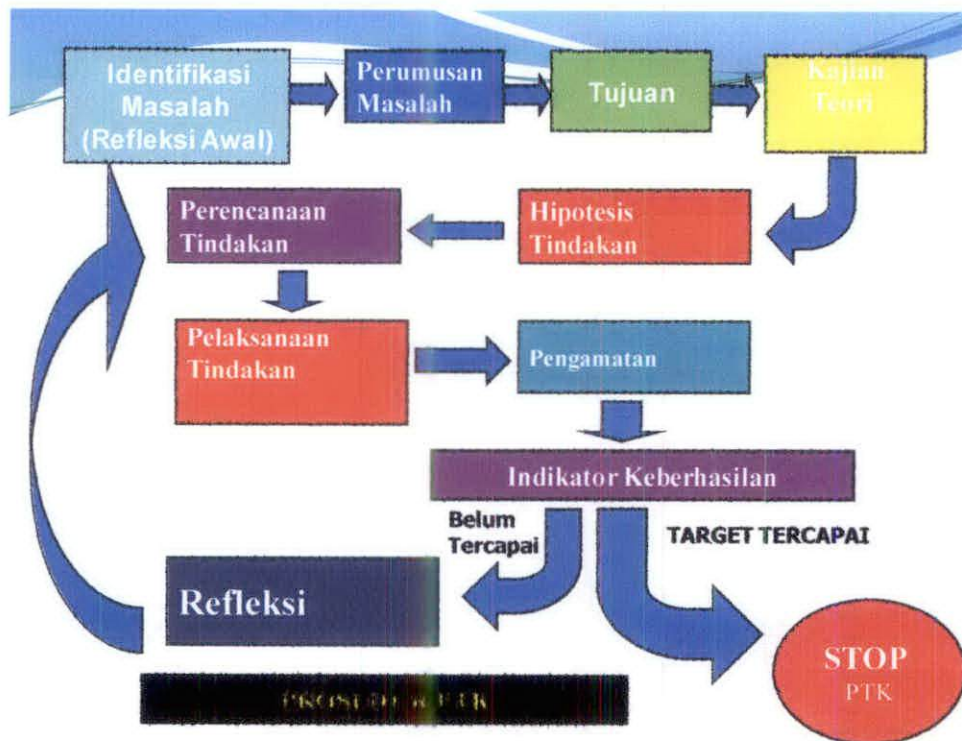 Identifikasi
Masalah
(Refleksi Awal)
Perumusan
Masalah
Tujuan
Kajian
Teori
Perencanaan
Tindakan
Hipotesis
Tindakan
Pelaksanaan
Tindakan
Pengamatan
Indikator Keberhasilan
Belum
Tercapai
TARGET TERCAPAI
Refleksi
STOP
PTK